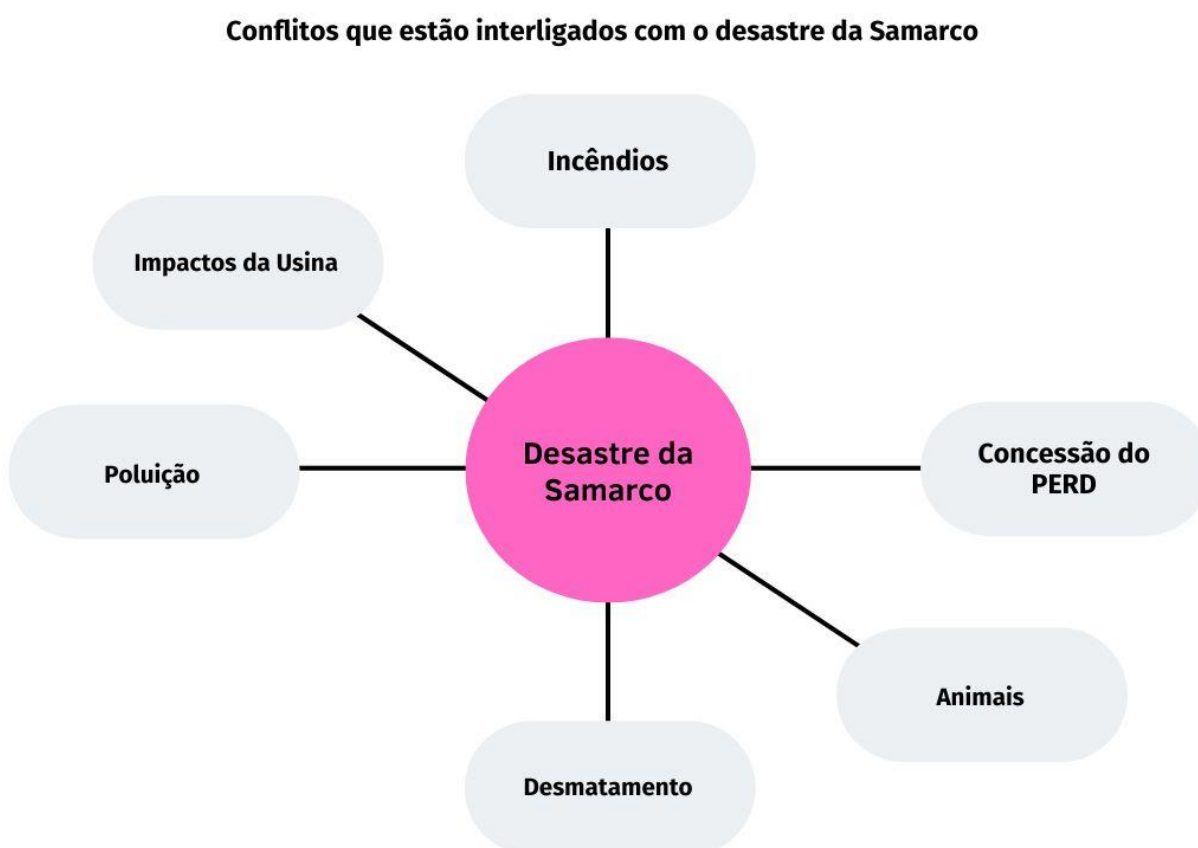 Conflitos que estão interligados com o desastre da Samarco
Incêndios
Impactos da Usina
Desastre da
Samarco
Concessão do
PERD
Poluição
Animais
Desmatamento